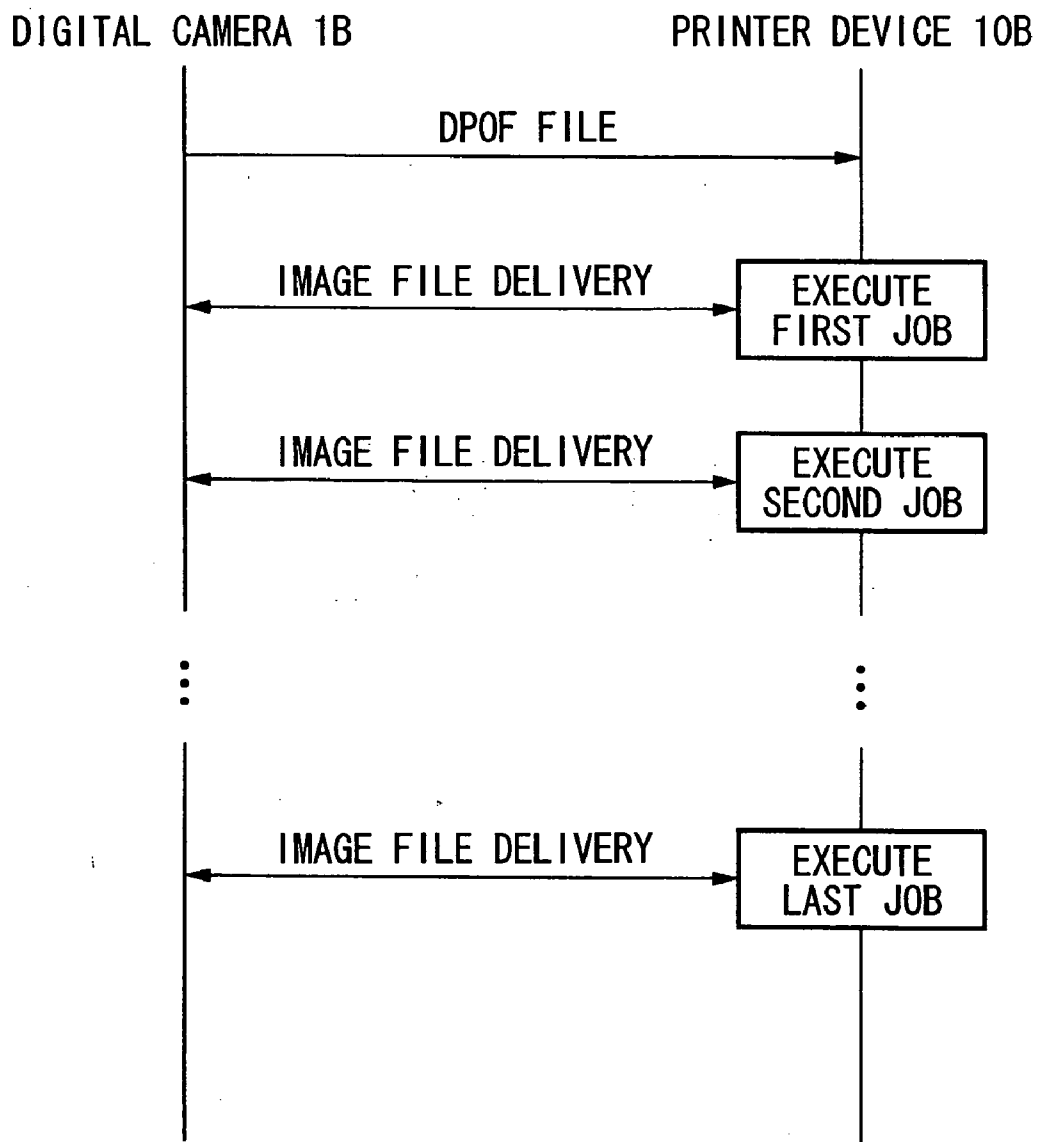 DIGITAL CAMERA 1B
PRINTER DEVICE 10B
DPOF FILE
IMAGE FILE DELIVERY
EXECUTE
FIRST JOB
IMAGE FILE DELIVERY
EXECUTE
SECOND JOB
IMAGE FILE DELIVERY
EXECUTE
LAST JOB